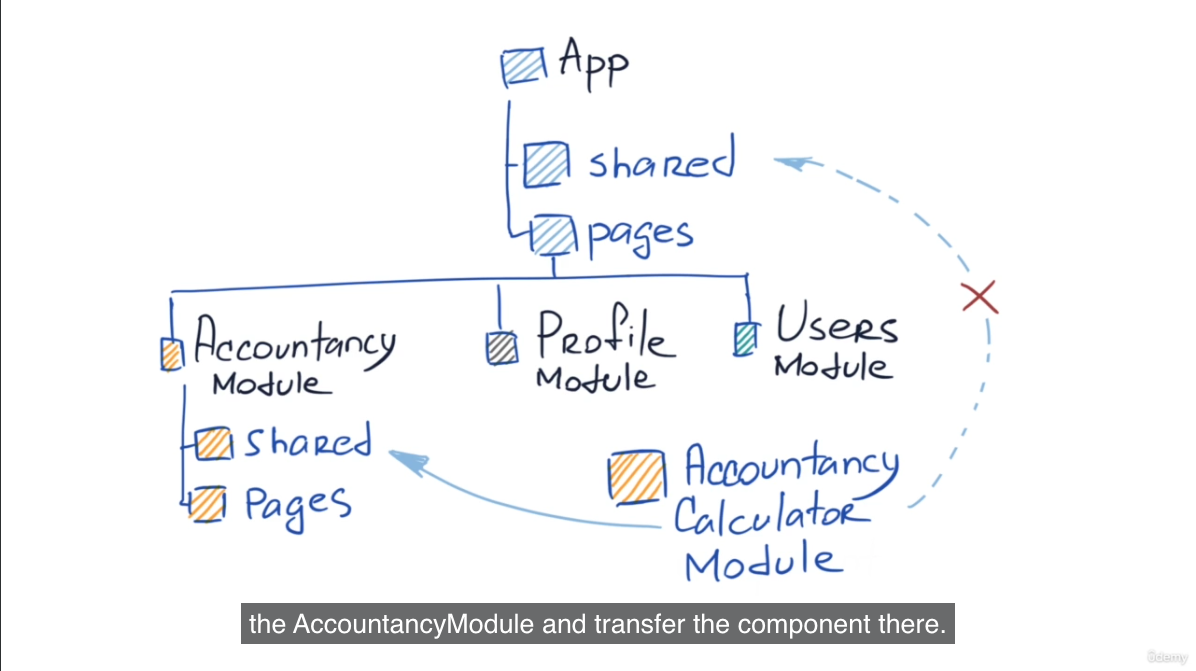 App
shared
pages
Accountancy
Module
Profile
Module
Users
Module
Shared
Pages
Accountancy
Calculator
Module
the AccountancyModule and transfer the component there.
ûdemy